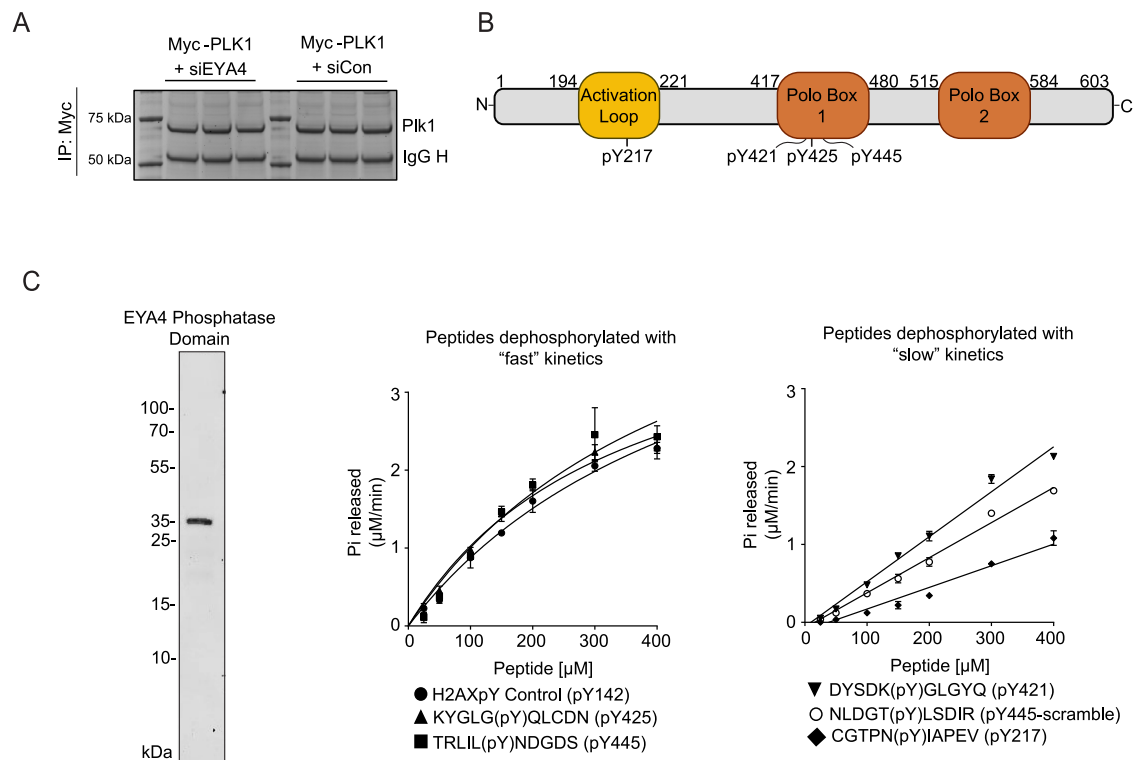 A
Myc -PLK1
+ siEYA4
Myc -PLK1
+ siCon
IP: Myc
75 kDa
50 kDa
Plk1
IgG H
B
1 194 221 417 480 515 584 603
N
Activation
Loop
Polo Box
1
Polo Box
2
C
pY217
pY421 pY425 pY445
C
EYA4 Phosphatase
Domain
100-
70-
55-
35-
25-
15-
10-
kDa
Peptides dephosphorylated with
“fast” kinetics
Pi released
(µM/min)
3
2
1
0
0 100 200 300 400
Peptide [µM]
H2AXpY Control (pY142)
KYGLG(pY)QLCDN (pY425)
TRLIL(pY)NDGDS (pY445)
Peptides dephosphorylated with
“slow” kinetics
Pi released
(µM/min)
3
2
1
0
0 100 200 300 400
Peptide [µM]
DYSDK(pY)GLGYQ (pY421)
NLDGT(pY)LSDIR (pY445-scramble)
CGTPN(pY)IAPEV (pY217)